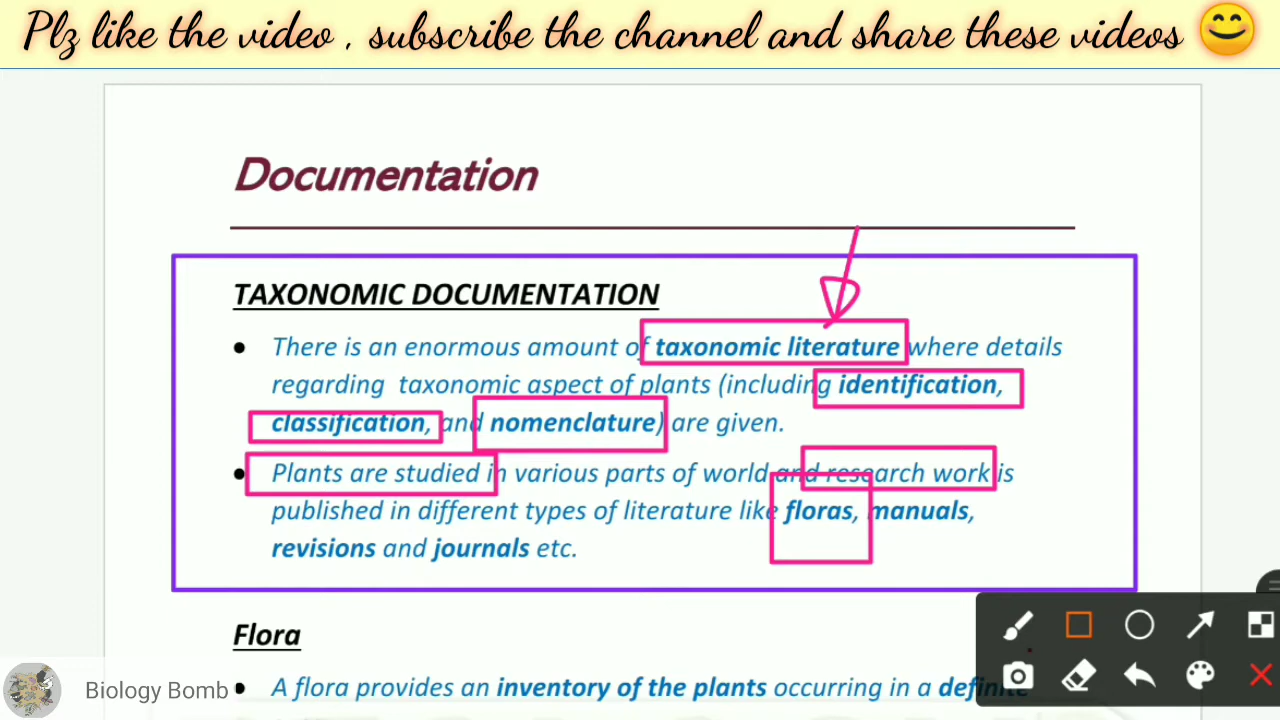 Plz like the video , subscribe the channel and share these videos
Documentation
TAXONOMIC DOCUMENTATION
● There is an enormous amount of taxonomic literature where details
regarding taxonomic aspect of plants (including identification,
classification, and nomenclature) are given.
● Plants are studied in various parts of world and research work is
published in different types of literature like floras, manuals,
revisions and journals etc.
Flora
● A flora provides an inventory of the plants occurring in a definite
Biology Bomb